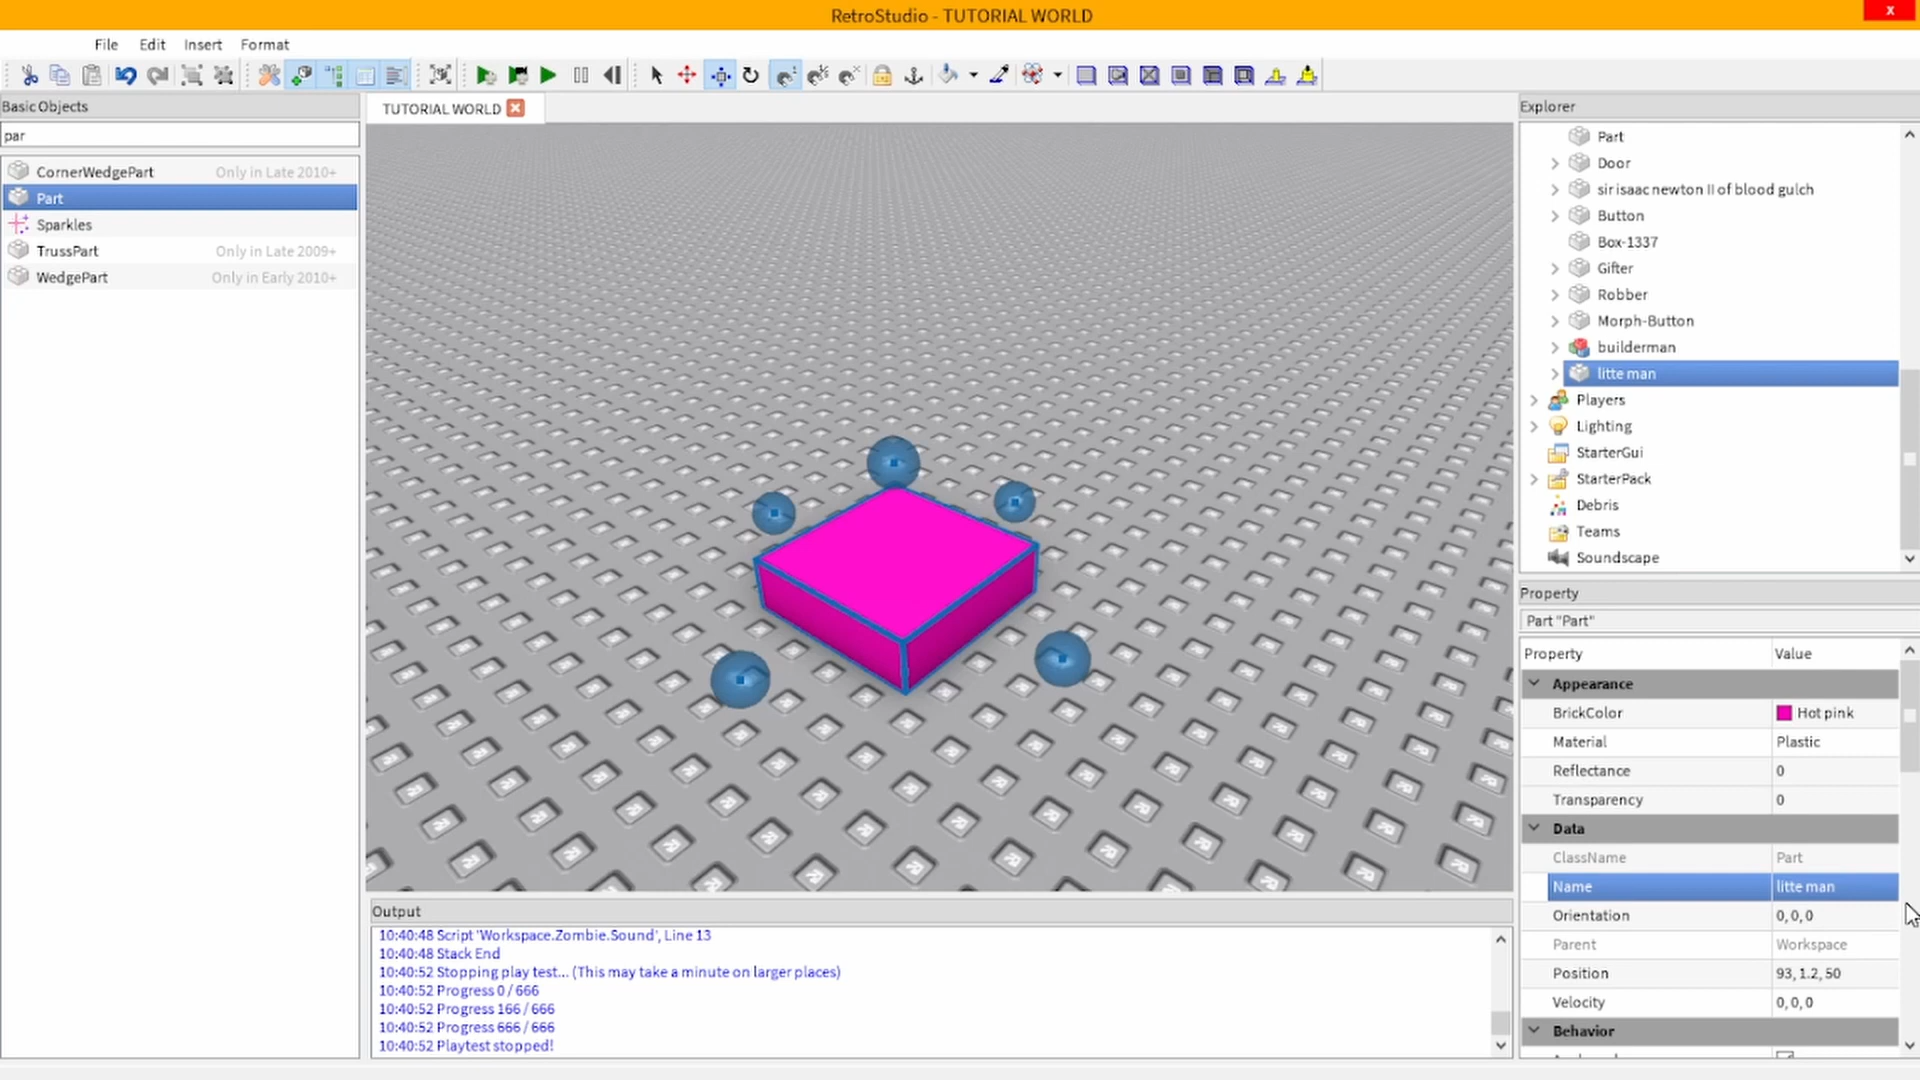 RetroStudio - TUTORIAL WORLD
x
File Edit Insert Format
Basic Objects
par
CornerWedgePart Only in Late 2010+
Part
Sparkles
TrussPart Only in Late 2009+
WedgePart Only in Early 2010+
TUTORIAL WORLD
Output
10:40:48 Script 'Workspace.Zombie.Sound', Line 13
10:40:48 Stack End
10:40:52 Stopping play test... (This may take a minute on larger places)
10:40:52 Progress 0 / 666
10:40:52 Progress 166 / 666
10:40:52 Progress 666 / 666
10:40:52 Playtest stopped!
Explorer
Part
Door
sir isaac newton II of blood gulch
Button
Box-1337
Gifter
Robber
Morph-Button
builderman
litte man
Players
Lighting
StarterGui
StarterPack
Debris
Teams
Soundscape
Property
Part "Part"
Property Value
Appearance
BrickColor Hot pink
Material Plastic
Reflectance 0
Transparency 0
Data
ClassName Part
Name litte man
Orientation 0, 0, 0
Parent Workspace
Position 93, 1.2, 50
Velocity 0, 0, 0
Behavior